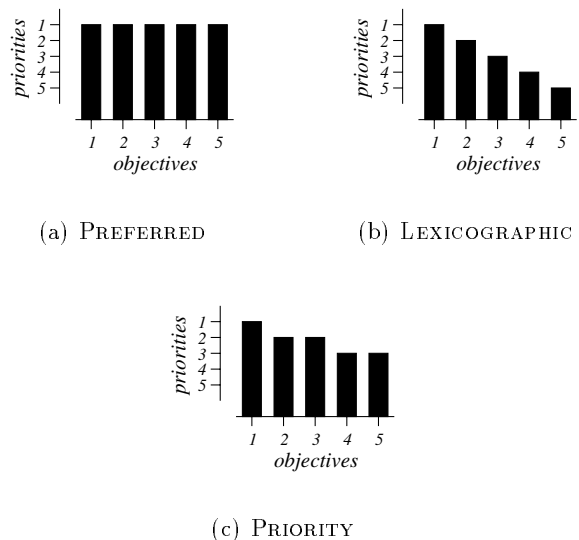 priorities
1
2
3
4
5
1 2 3 4 5
objectives
(a) PREFERRED
priorities
1
2
3
4
5
1 2 3 4 5
objectives
(b) LEXICOGRAPHIC
priorities
1
2
3
4
5
1 2 3 4 5
objectives
(c) PRIORITY